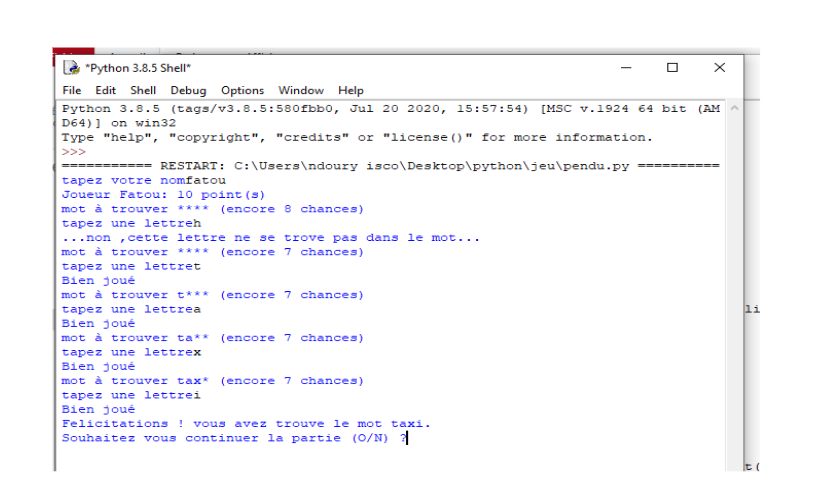 *Python 3.8.5 Shell*
File Edit Shell Debug Options Window Help
Python 3.8.5 (tags/v3.8.5:580fbb0, Jul 20 2020, 15:57:54) [MSC v.1924 64 bit (AM
D64)] on win32
Type "help", "copyright", "credits" or "license()" for more information.
>>>
=========== RESTART: C:\Users\ndoury isco\Desktop\python\jeu\pendu.py ==========
tapez votre nomfatou
Joueur Fatou: 10 point(s)
mot à trouver **** (encore 8 chances)
tapez une lettreh
...non ,cette lettre ne se trove pas dans le mot...
mot à trouver **** (encore 7 chances)
tapez une lettret
Bien joué
mot à trouver t*** (encore 7 chances)
tapez une lettrea
Bien joué
mot à trouver ta** (encore 7 chances)
tapez une lettrex
Bien joué
mot à trouver tax* (encore 7 chances)
tapez une lettrei
Bien joué
Felicitations ! vous avez trouve le mot taxi.
Souhaitez vous continuer la partie (O/N) ?
li
t(